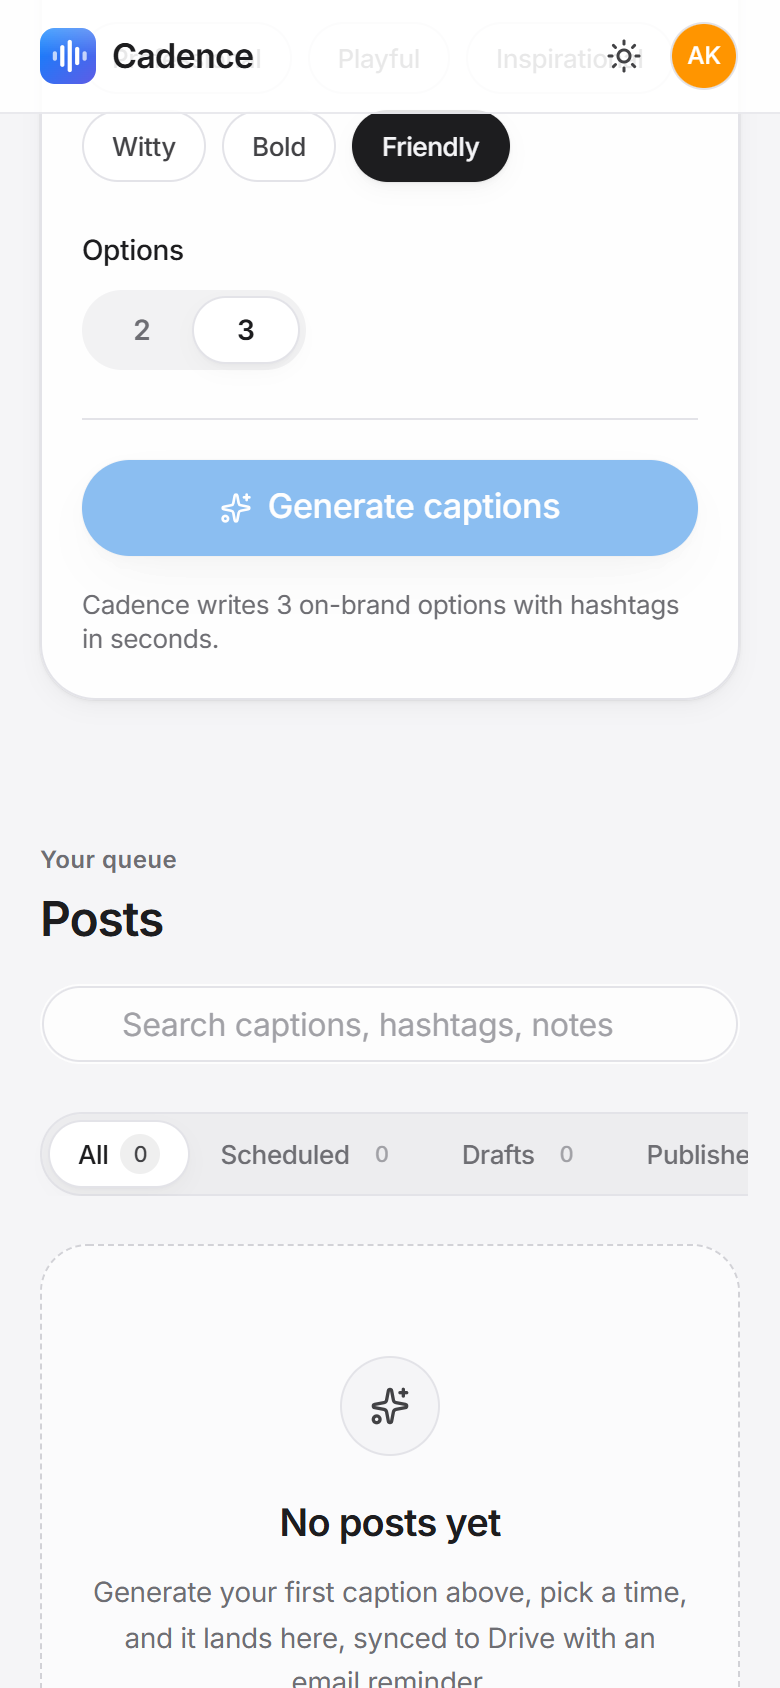 Cadence
Playful
AK
Witty
Bold
Friendly
Options
2
3
Generate captions
Cadence writes 3 on-brand options with hashtags
in seconds.
Your queue
Posts
Search captions, hashtags, notes
All 0
Scheduled 0
Drafts 0
Publishe
No posts yet
Generate your first caption above, pick a time,
and it lands here, synced to Drive with an
email reminder